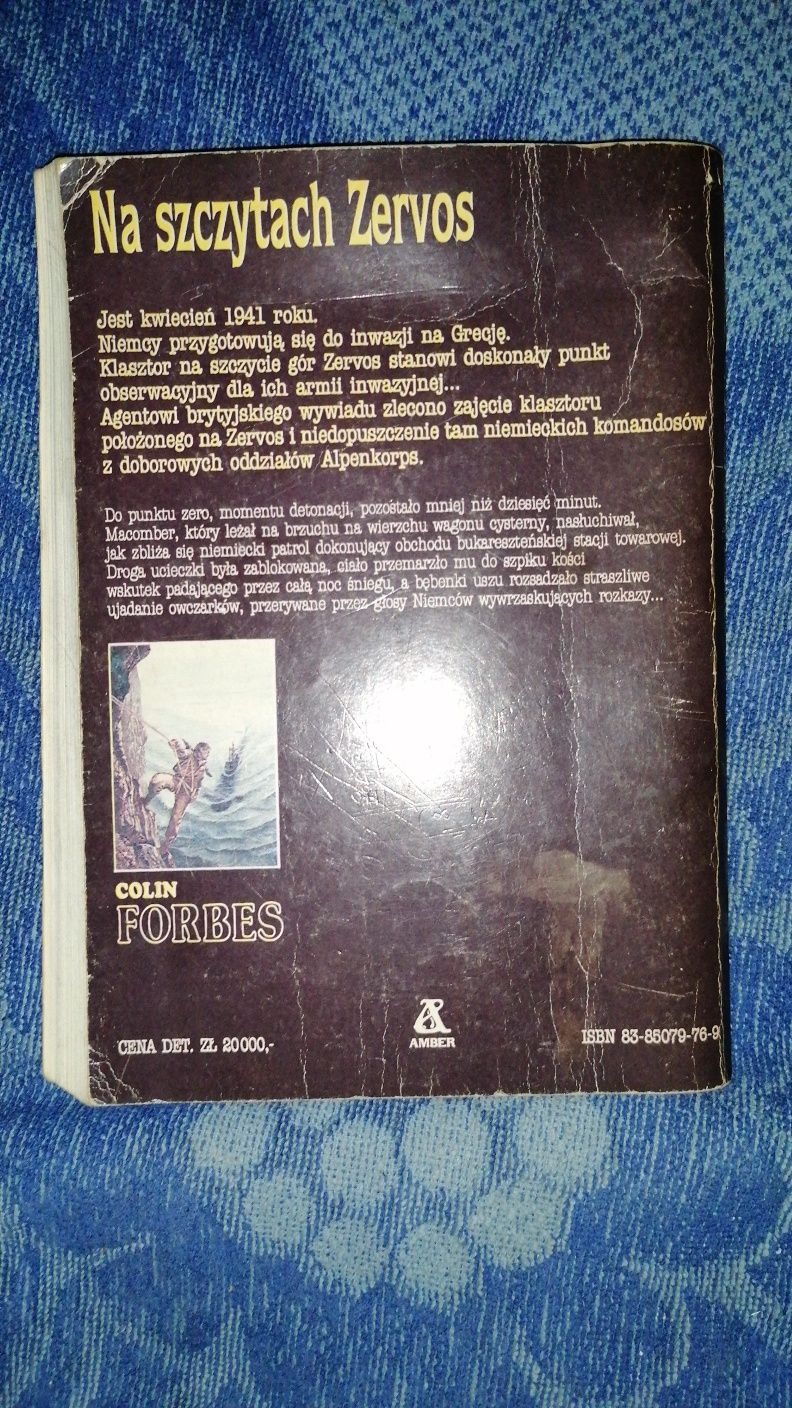 Na szczytach Zervos
Jest kwiecień 1941 roku.
Niemcy przygotowują się do inwazji na Grecję.
Klasztor na szczycie gór Zervos stanowi doskonały punkt
obserwacyjny dla ich armii inwazyjnej...
Agentowi brytyjskiego wywiadu zlecono zajęcie klasztoru
położonego na Zervos i niedopuszczenie tam niemieckich komandosów
z doborowych oddziałów Alpenkorps.
Do punktu zero, momentu detonacji, pozostało mniej niż dziesięć minut.
Macomber, który leżał na brzuchu na wierzchu wagonu cysterny, nasłuchiwał,
jak zbliża się niemiecki patrol dokonujący obchodu bukareszteńskiej stacji towarowej.
Droga ucieczki była zablokowana, ciało przemarzło mu do szpiku kości
wskutek padającego przez całą noc śniegu, a bębenki uszu rozsadzało straszliwe
ujadanie owczarków, przerywane przez głosy Niemców wywrzaskujących rozkazy...
COLIN
FORBES
CENA DET. ZŁ 20000,-
AMBER
ISBN 83-85079-76-9